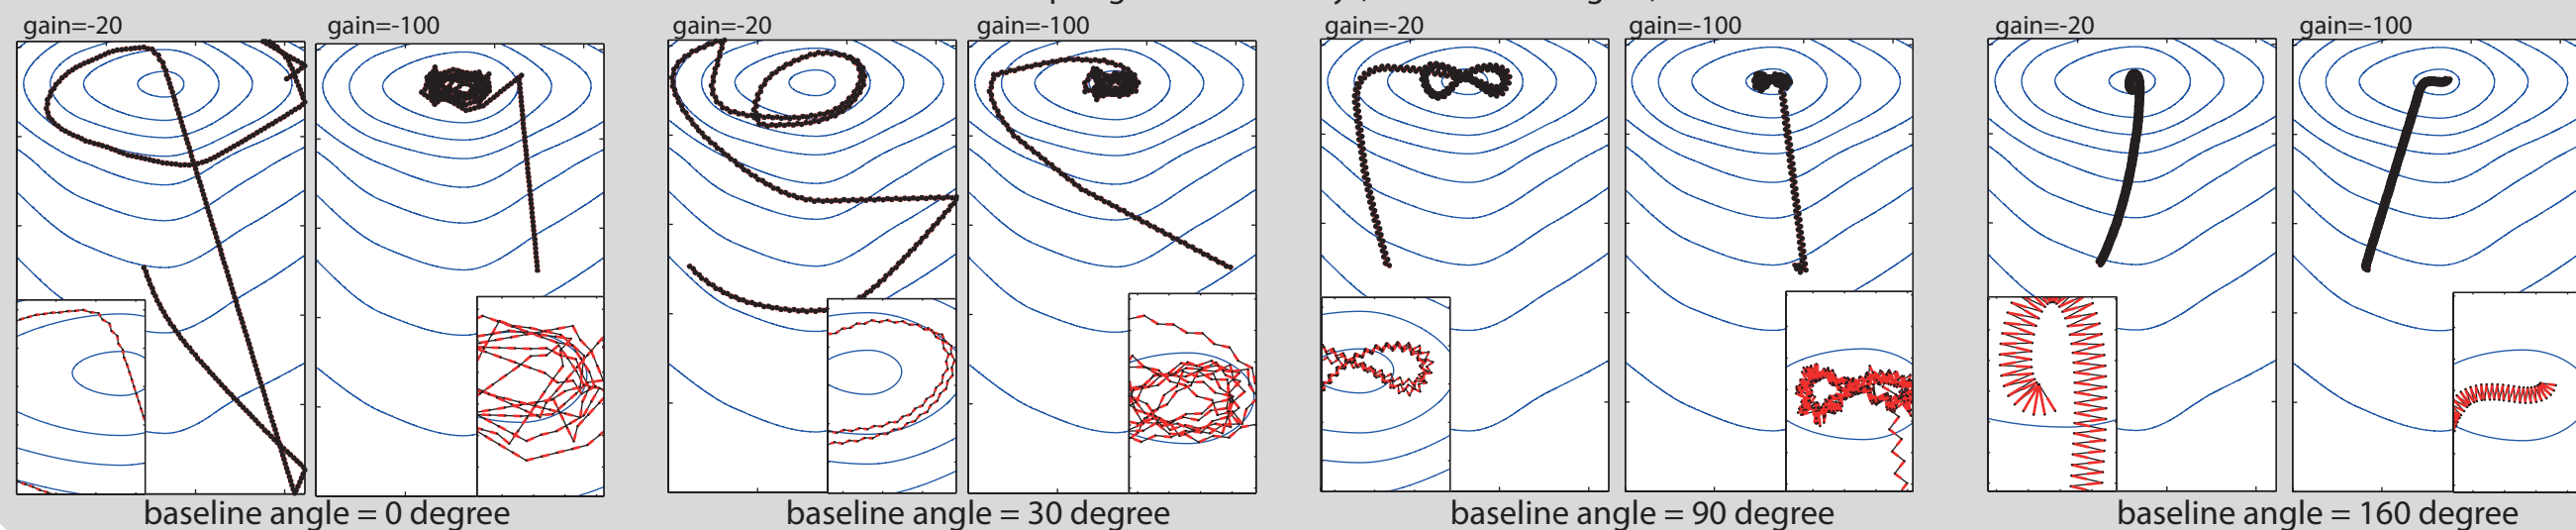 gain=-20
gain=-100
gain=-20
gain=-100
gain=-20
gain=-100
gain=-20
gain=-100
baseline angle = 0 degree
baseline angle = 30 degree
baseline angle = 90 degree
baseline angle = 160 degree